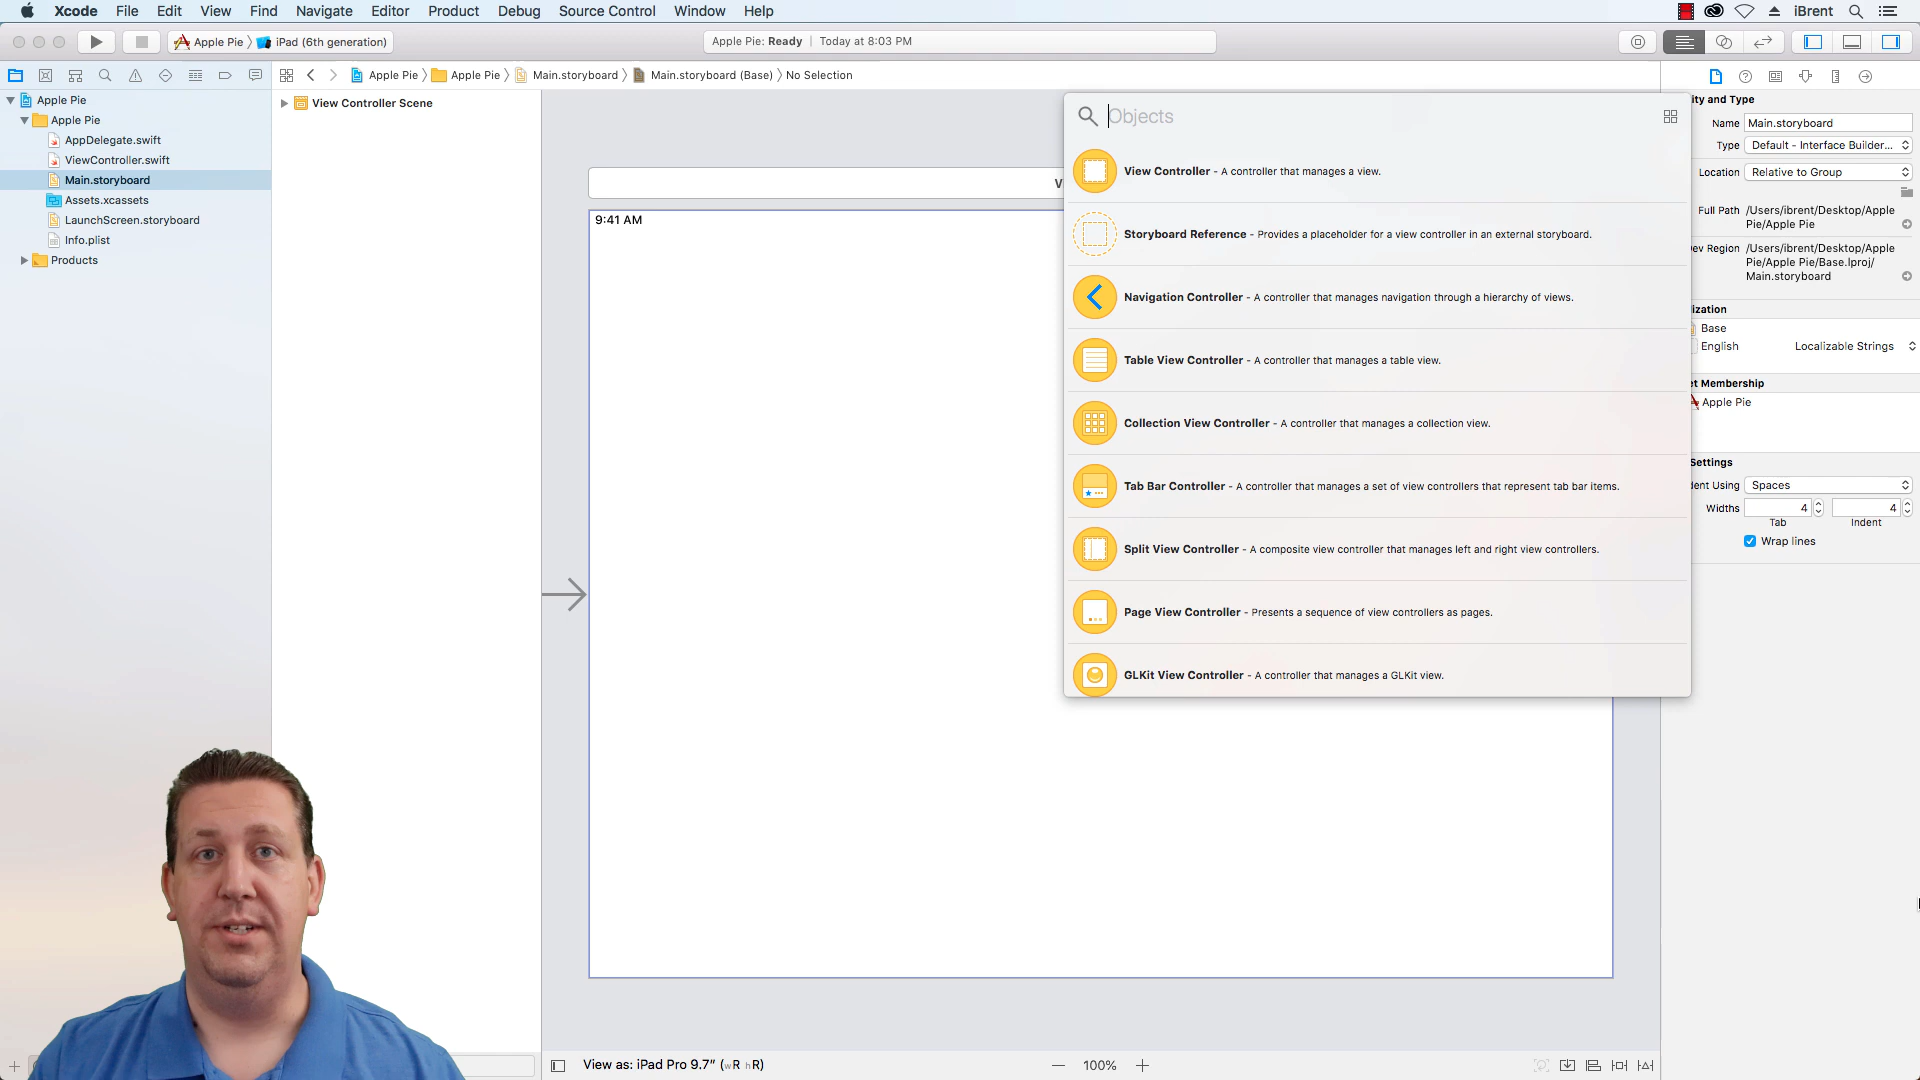 Xcode File Edit View Find Navigate Editor Product Debug Source Control Window Help iBrent
Apple Pie iPad (6th generation) Apple Pie: Ready Today at 8:03 PM
Apple Pie Apple Pie Main.storyboard Main.storyboard (Base) No Selection
Apple Pie
Apple Pie
AppDelegate.swift
ViewController.swift
Main.storyboard
Assets.xcassets
LaunchScreen.storyboard
Info.plist
Products
View Controller Scene
V
9:41 AM
Objects
View Controller - A controller that manages a view.
Storyboard Reference - Provides a placeholder for a view controller in an external storyboard.
Navigation Controller - A controller that manages navigation through a hierarchy of views.
Table View Controller - A controller that manages a table view.
Collection View Controller - A controller that manages a collection view.
Tab Bar Controller - A controller that manages a set of view controllers that represent tab bar items.
Split View Controller - A composite view controller that manages left and right view controllers.
Page View Controller - Presents a sequence of view controllers as pages.
GLKit View Controller - A controller that manages a GLKit view.
ity and Type
Name Main.storyboard
Type Default - Interface Builder...
Location Relative to Group
Full Path /Users/ibrent/Desktop/Apple
Pie/Apple Pie
ev Region /Users/ibrent/Desktop/Apple
Pie/Apple Pie/Base.lproj/
Main.storyboard
ization
Base
English Localizable Strings
et Membership
Apple Pie
Settings
ent Using Spaces
Widths 4 4
Tab Indent
Wrap lines
View as: iPad Pro 9.7" (wR hR) 100%